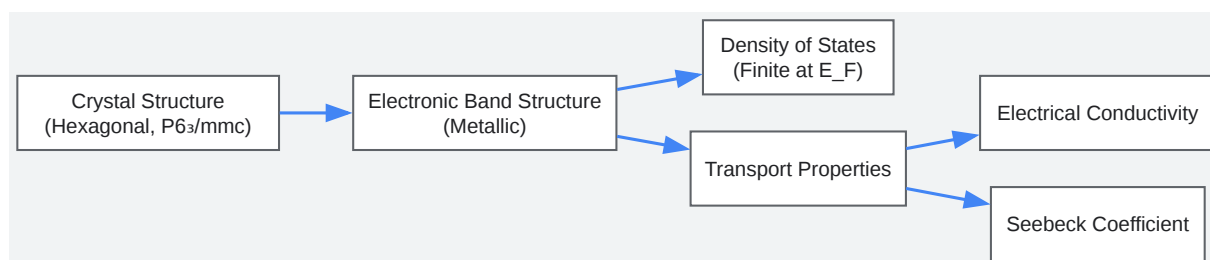 Crystal Structure
(Hexagonal, P6₃/mmc)
Electronic Band Structure
(Metallic)
Density of States
(Finite at E_F)
Transport Properties
Electrical Conductivity
Seebeck Coefficient